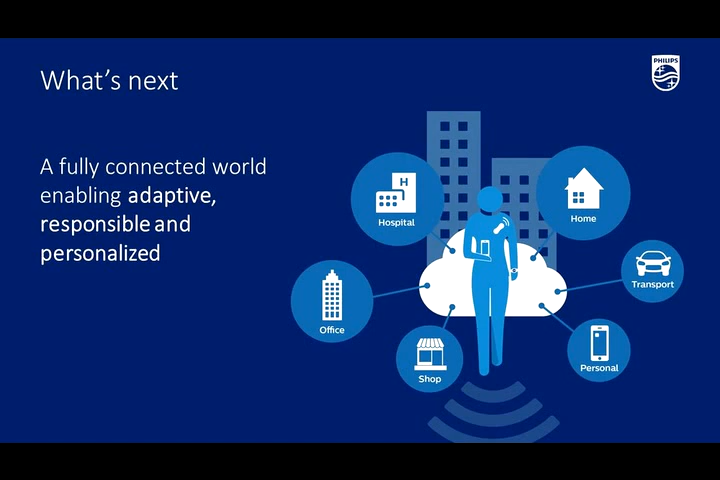 What's next
PHILIPS
A fully connected world
enabling adaptive,
responsible and
personalized
H
Hospital
Home
Transport
Office
Personal
Shop